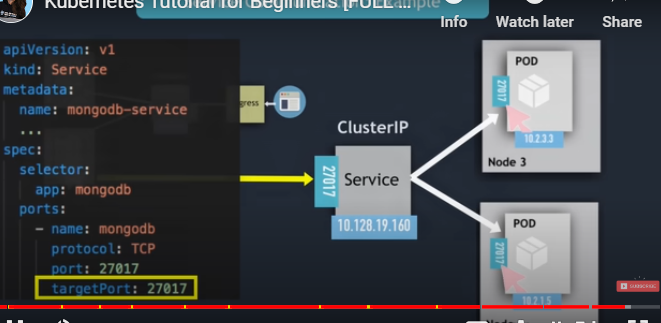 Kubernetes Tutorial for Beginners [FULL ...
Info
Watch later
Share
apiVersion: v1
kind: Service
metadata:
name: mongodb-service
...
spec:
selector:
app: mongodb
ports:
- name: mongodb
protocol: TCP
port: 27017
targetPort: 27017
gress
ClusterIP
27017
Service
10.128.19.160
POD
27017
10.2.3.3
Node 3
POD
27017
10.2.1.5
SUBSCRIBE